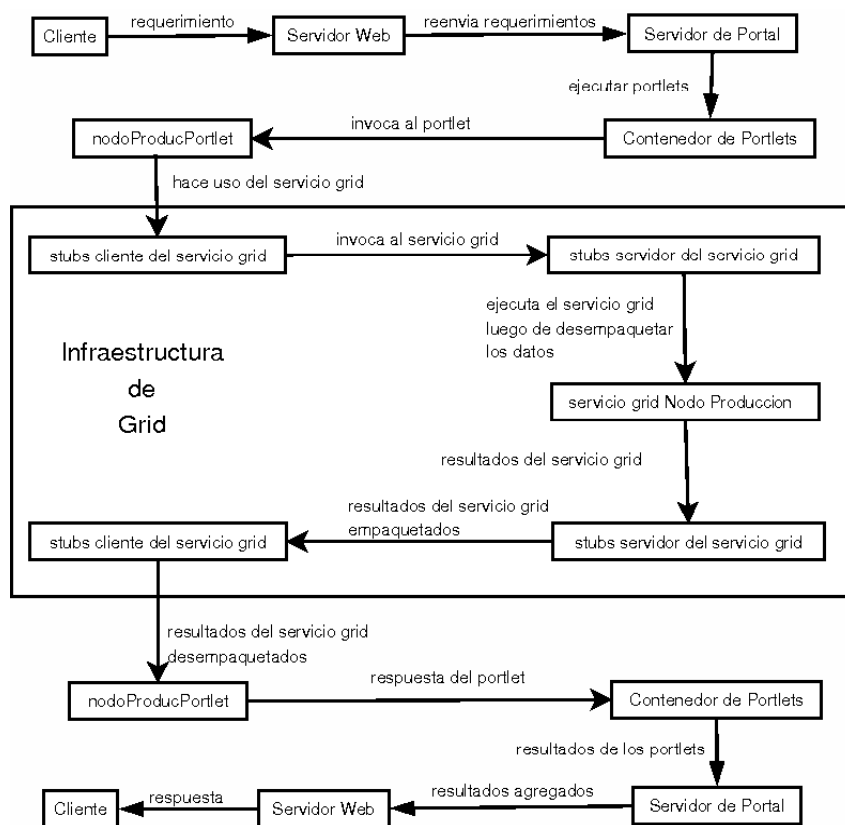 requerimiento
reenvia requerimientos
Cliente
Servidor Web
Servidor de Portal
ejecutar portlets
invoca al portlet
nodoProducPortlet
Contenedor de Portlets
hace uso del servicio grid
stubs cliente del servicio grid
invoca al servicio grid
stubs servidor del servicio grid
ejecuta el servicio grid
luego de desempaquetar
los datos
Infraestructura
de
Grid
servicio grid Nodo Produccion
resultados del servicio grid
resultados del servicio grid
empaquetados
stubs cliente del servicio grid
stubs servidor del servicio grid
resultados del servicio grid
desempaquetados
nodoProducPortlet
respuesta del portlet
Contenedor de Portlets
resultados de los portlets
Cliente
respuesta
Servidor Web
resultados agregados
Servidor de Portal